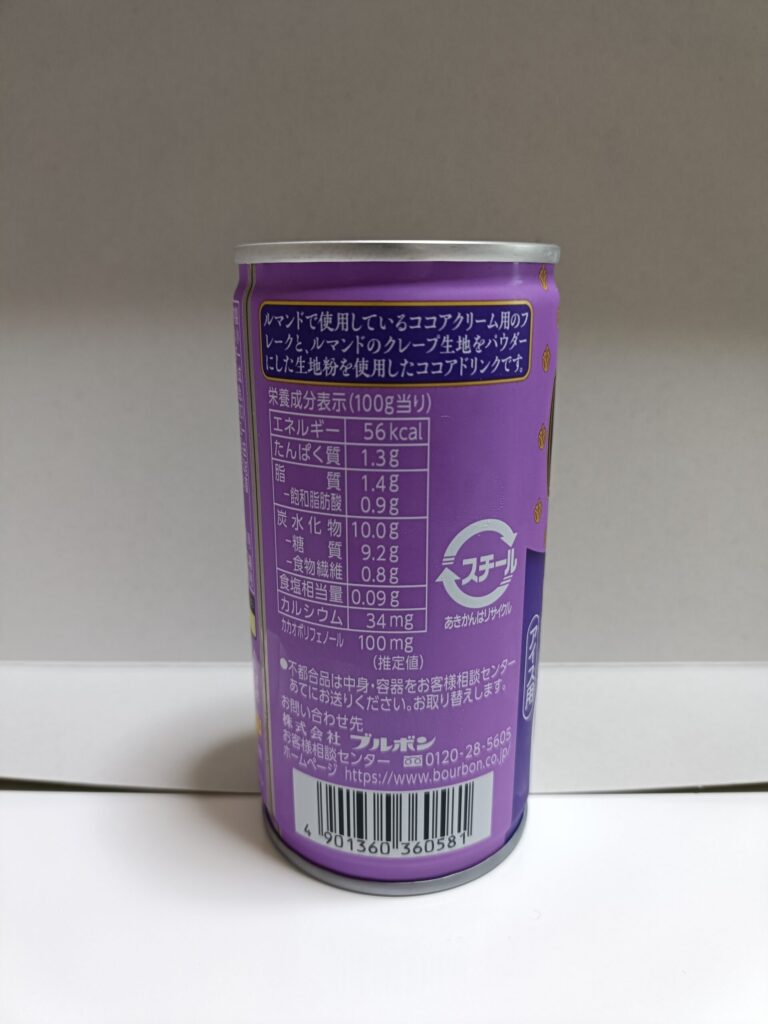 ルマンドで使用しているココアクリーム用のフ
レークと、ルマンドのクレープ生地をパウダー
にした生地粉を使用したココアドリンクです。
栄養成分表示(100g当り)
エネルギー 56kcal
たんぱく質 1.3g
脂質 1.4g
−飽和脂肪酸 0.9g
炭水化物 10.0g
−糖質 9.2g
−食物繊維 0.8g
食塩相当量 0.09g
カルシウム 34mg
カカオポリフェノール 100mg
(推定値)
スチール
あきかんはリサイクル
アイス用
●不都合品は中身・容器をお客様相談センター
あてにお送りください。お取り替えします。
お問い合わせ先
株式会社 ブルボン
お客様相談センター 0120-28-5605
ホームページ https://www.bourbon.co.jp/
4 901360 360581